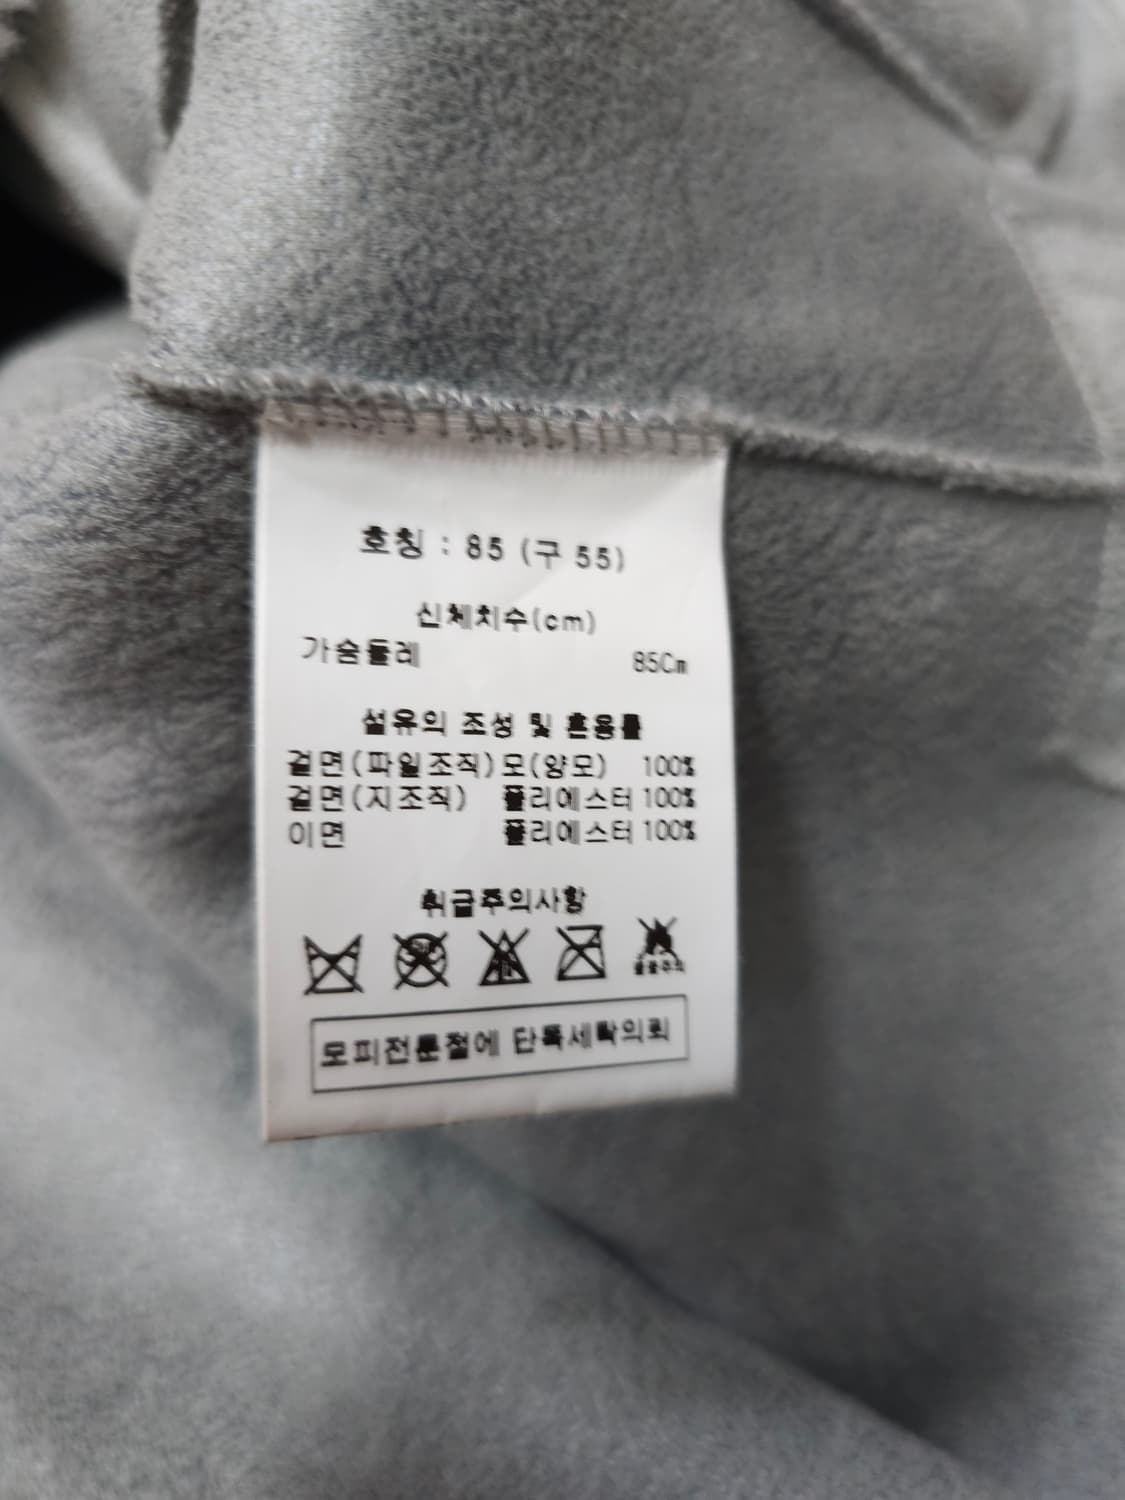 호칭 : 85 (구 55)
신체치수(cm)
가슴둘레 85Cm
섬유의 조성 및 혼용률
겉면(파일조직) 모(양모) 100%
겉면(지조직) 폴리에스터 100%
이면 폴리에스터 100%
취급주의사항
모피전문점에 단독세탁의뢰